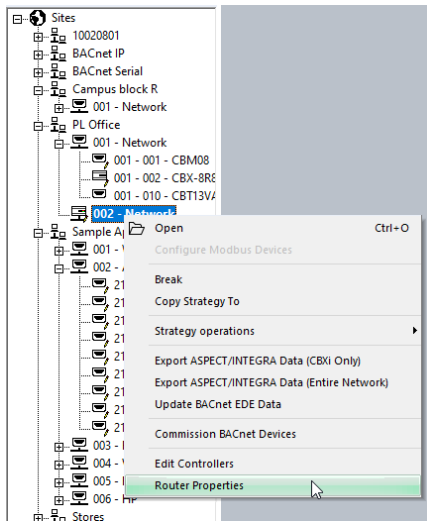 Sites
10020801
BACnet IP
BACnet Serial
Campus block R
001 - Network
PL Office
001 - Network
001 - 001 - CBM08
001 - 002 - CBX-8R8
001 - 010 - CBT13V
002 - Network
Sample A
Open Ctrl+O
001 -
Configure Modbus Devices
002 -
21
Break
21
Copy Strategy To
21
Strategy operations
21
21
Export ASPECT/INTEGRA Data (CBXi Only)
21
Export ASPECT/INTEGRA Data (Entire Network)
21
Update BACnet EDE Data
21
Commission BACnet Devices
21
003 -
004 -
Edit Controllers
005 -
Router Properties
006 - HP
Stores